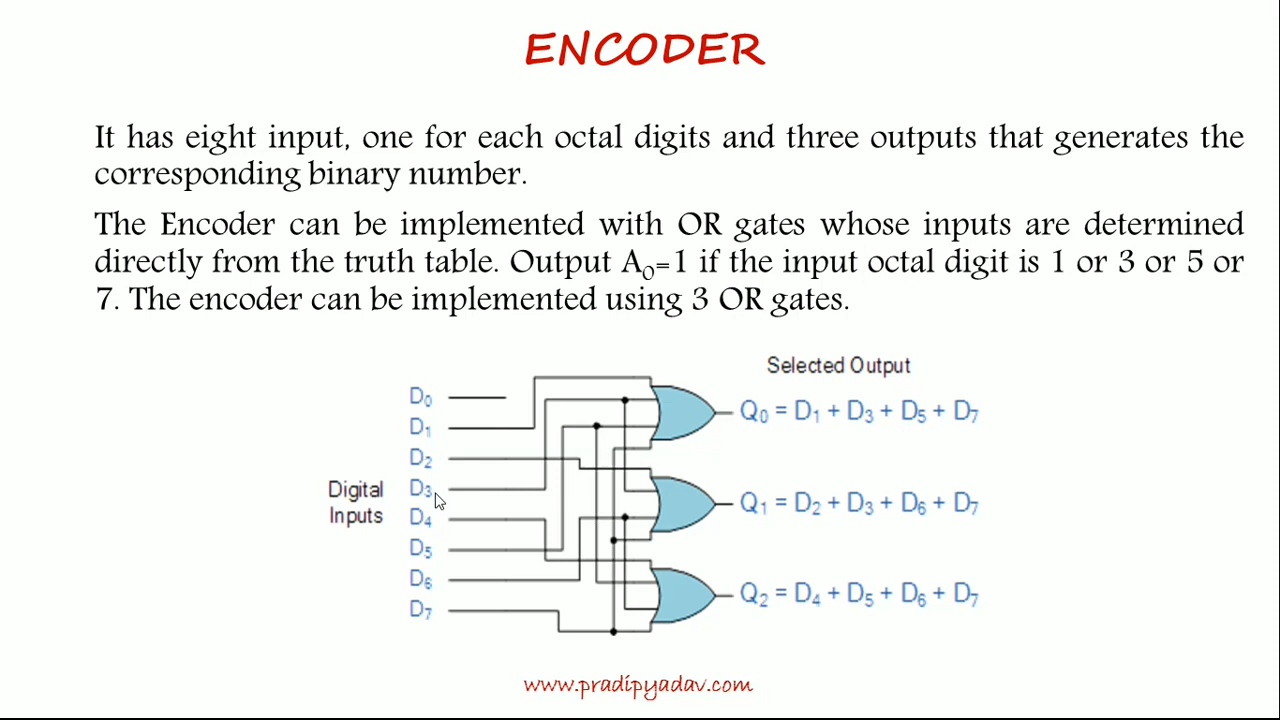 ENCODER
It has eight input, one for each octal digits and three outputs that generates the
corresponding binary number.
The Encoder can be implemented with OR gates whose inputs are determined
directly from the truth table. Output A₀=1 if the input octal digit is 1 or 3 or 5 or
7. The encoder can be implemented using 3 OR gates.
Selected Output
D₀
D₁
D₂
D₃
D₄
D₅
D₆
D₇
Digital
Inputs
Q₀ = D₁ + D₃ + D₅ + D₇
Q₁ = D₂ + D₃ + D₆ + D₇
Q₂ = D₄ + D₅ + D₆ + D₇
www.pradipyadav.com